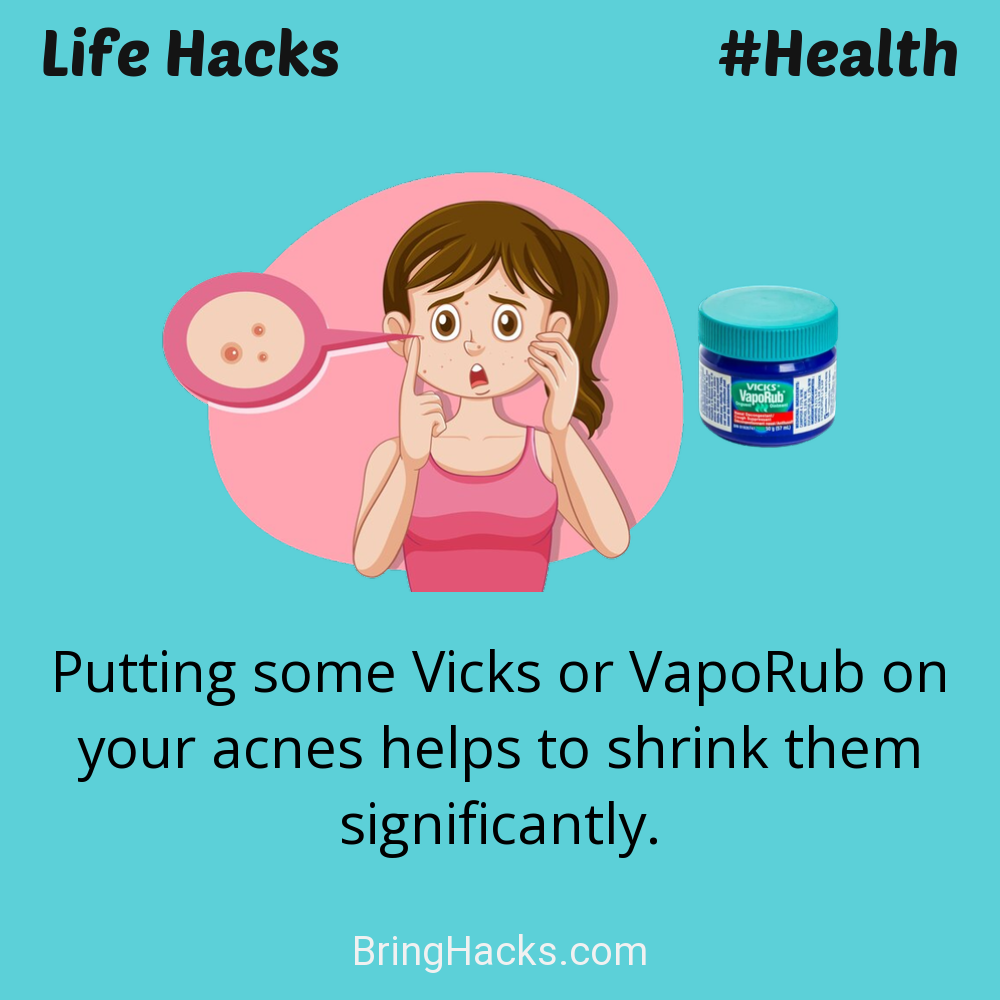 Life Hacks
#Health
VICKS
VapoRub
Putting some Vicks or VapoRub on
your acnes helps to shrink them
significantly.
BringHacks.com